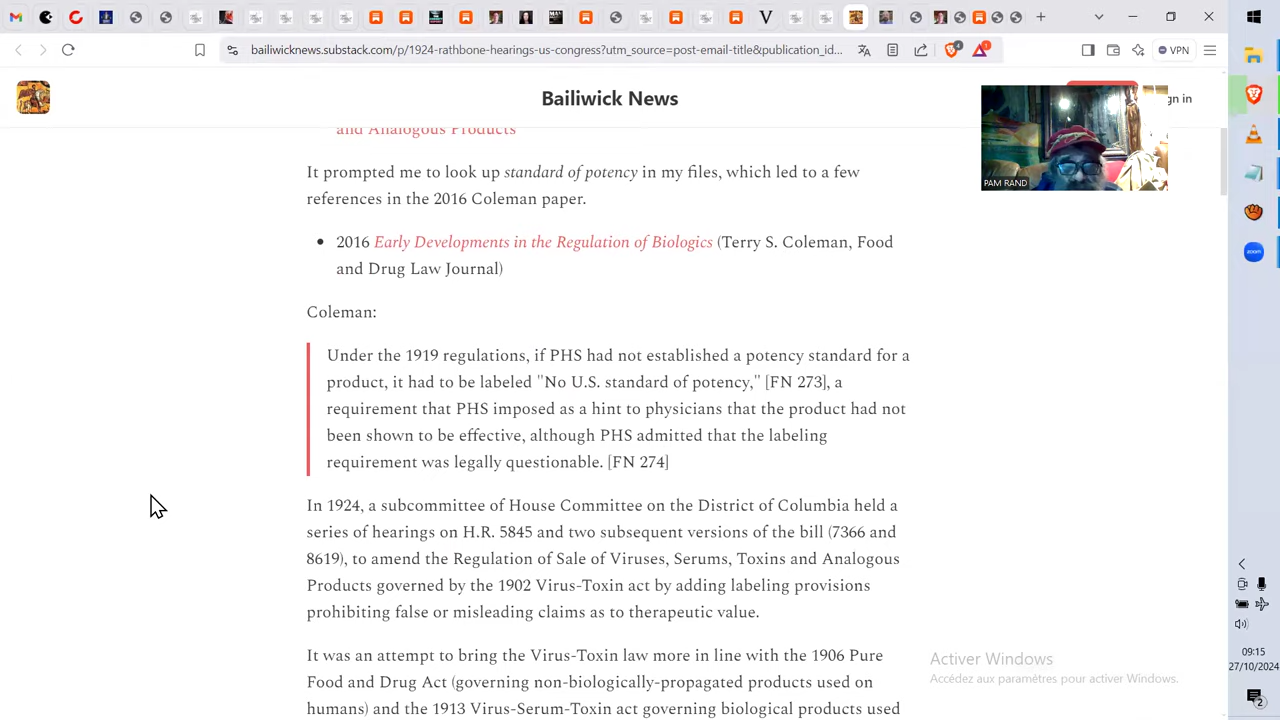 bailiwicknews.substack.com/p/1924-rathbone-hearings-us-congress?utm_source=post-email-title&publication_id...
VPN
Bailiwick News
gn in
PAM RAND
and Analogous Products
It prompted me to look up standard of potency in my files, which led to a few
references in the 2016 Coleman paper.
• 2016 Early Developments in the Regulation of Biologics (Terry S. Coleman, Food
and Drug Law Journal)
Coleman:
Under the 1919 regulations, if PHS had not established a potency standard for a
product, it had to be labeled "No U.S. standard of potency," [FN 273], a
requirement that PHS imposed as a hint to physicians that the product had not
been shown to be effective, although PHS admitted that the labeling
requirement was legally questionable. [FN 274]
In 1924, a subcommittee of House Committee on the District of Columbia held a
series of hearings on H.R. 5845 and two subsequent versions of the bill (7366 and
8619), to amend the Regulation of Sale of Viruses, Serums, Toxins and Analogous
Products governed by the 1902 Virus-Toxin act by adding labeling provisions
prohibiting false or misleading claims as to therapeutic value.
It was an attempt to bring the Virus-Toxin law more in line with the 1906 Pure
Food and Drug Act (governing non-biologically-propagated products used on
humans) and the 1913 Virus-Serum-Toxin act governing biological products used
Activer Windows
Accédez aux paramètres pour activer Windows.
zoom
09:15
27/10/2024
2